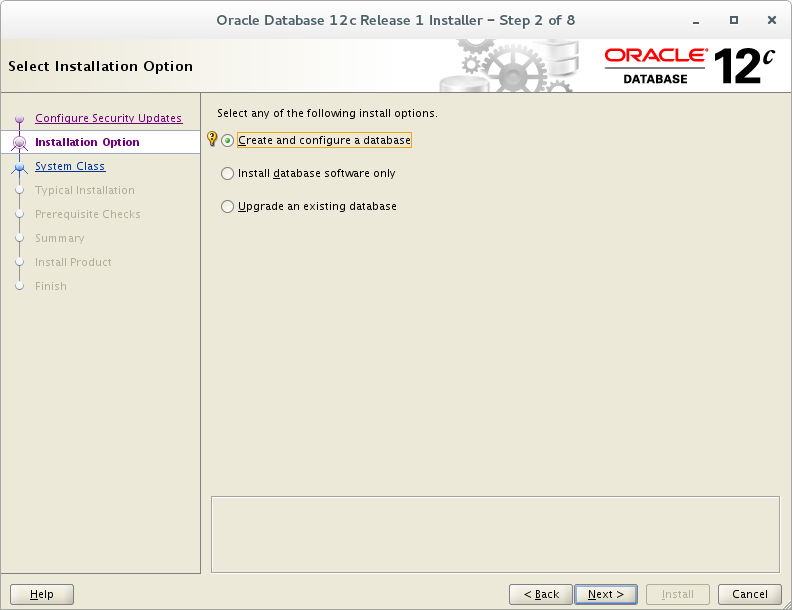 Oracle Database 12c Release 1 Installer – Step 2 of 8
Select Installation Option
ORACLE®
DATABASE
12c
Configure Security Updates
Installation Option
System Class
Typical Installation
Prerequisite Checks
Summary
Install Product
Finish
Select any of the following install options.
Create and configure a database
Install database software only
Upgrade an existing database
Help
< Back
Next >
Install
Cancel